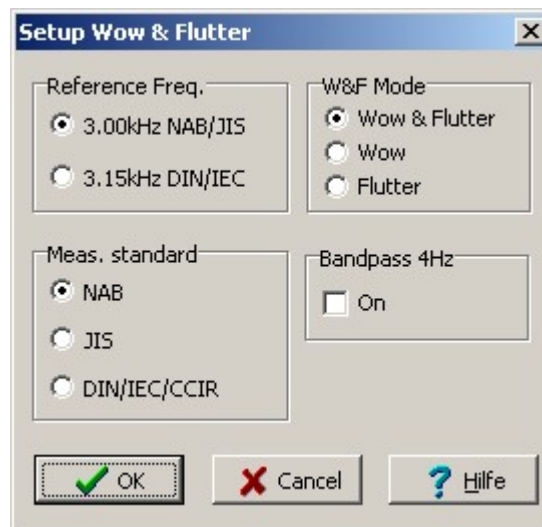 Setup Wow & Flutter
Reference Freq.
3.00kHz NAB/JIS
3.15kHz DIN/IEC
W&F Mode
Wow & Flutter
Wow
Flutter
Meas. standard
NAB
JIS
DIN/IEC/CCIR
Bandpass 4Hz
On
OK
Cancel
Hilfe